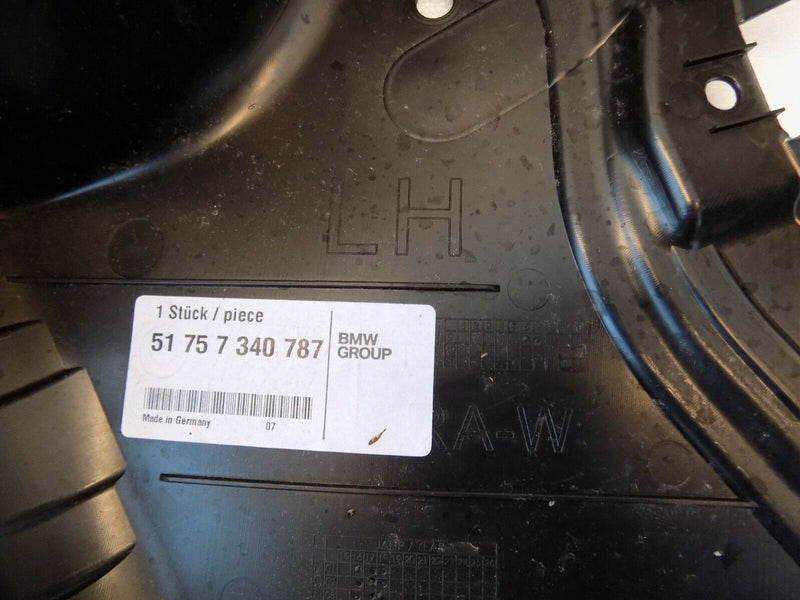 LH
1 Stück / piece
51 75 7 340 787
BMW
GROUP
Made in Germany
07
RA-W